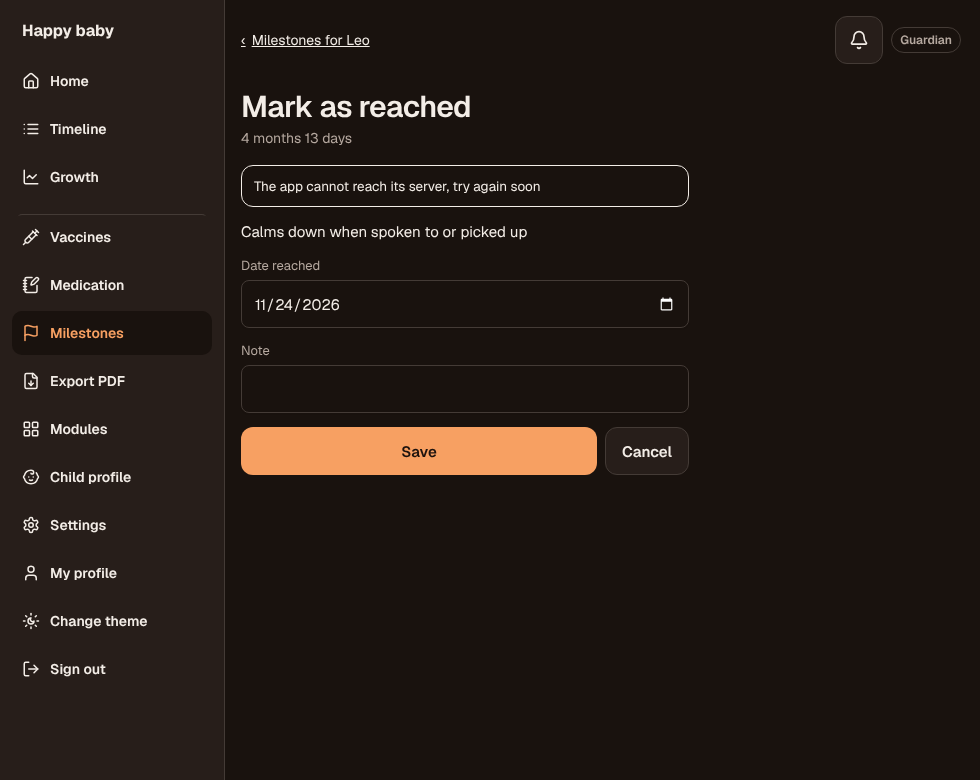 Happy baby
Home
Timeline
Growth
Vaccines
Medication
Milestones
Export PDF
Modules
Child profile
Settings
My profile
Change theme
Sign out
‹ Milestones for Leo
Guardian
Mark as reached
4 months 13 days
The app cannot reach its server, try again soon
Calms down when spoken to or picked up
Date reached
11/24/2026
Note
Save
Cancel